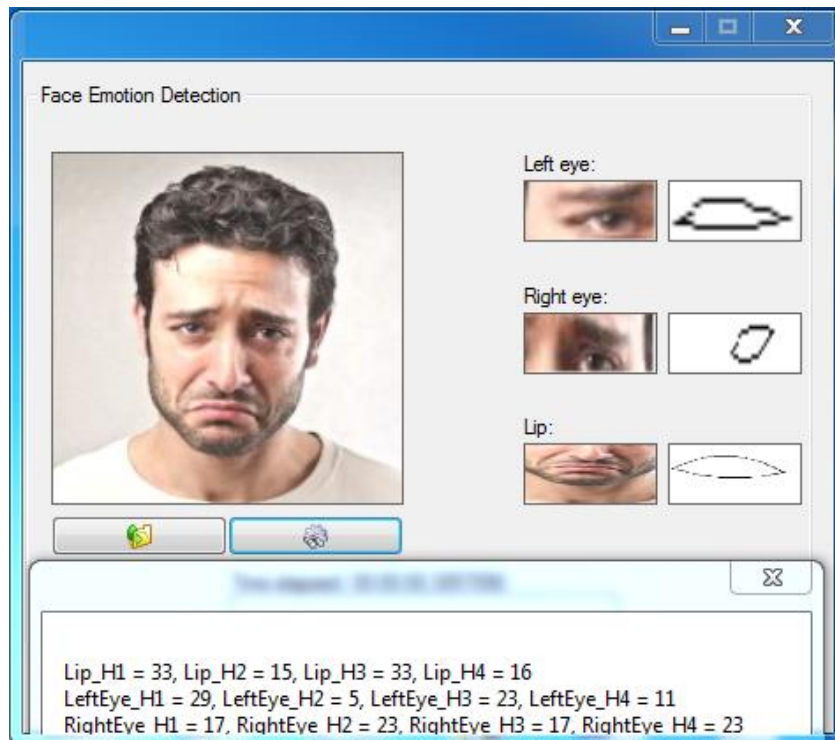 Face Emotion Detection
Left eye:
Right eye:
Lip:
Lip_H1 = 33, Lip_H2 = 15, Lip_H3 = 33, Lip_H4 = 16
LeftEye_H1 = 29, LeftEye_H2 = 5, LeftEye_H3 = 23, LeftEye_H4 = 11
RightEye_H1 = 17, RightEye_H2 = 23, RightEye_H3 = 17, RightEye_H4 = 23